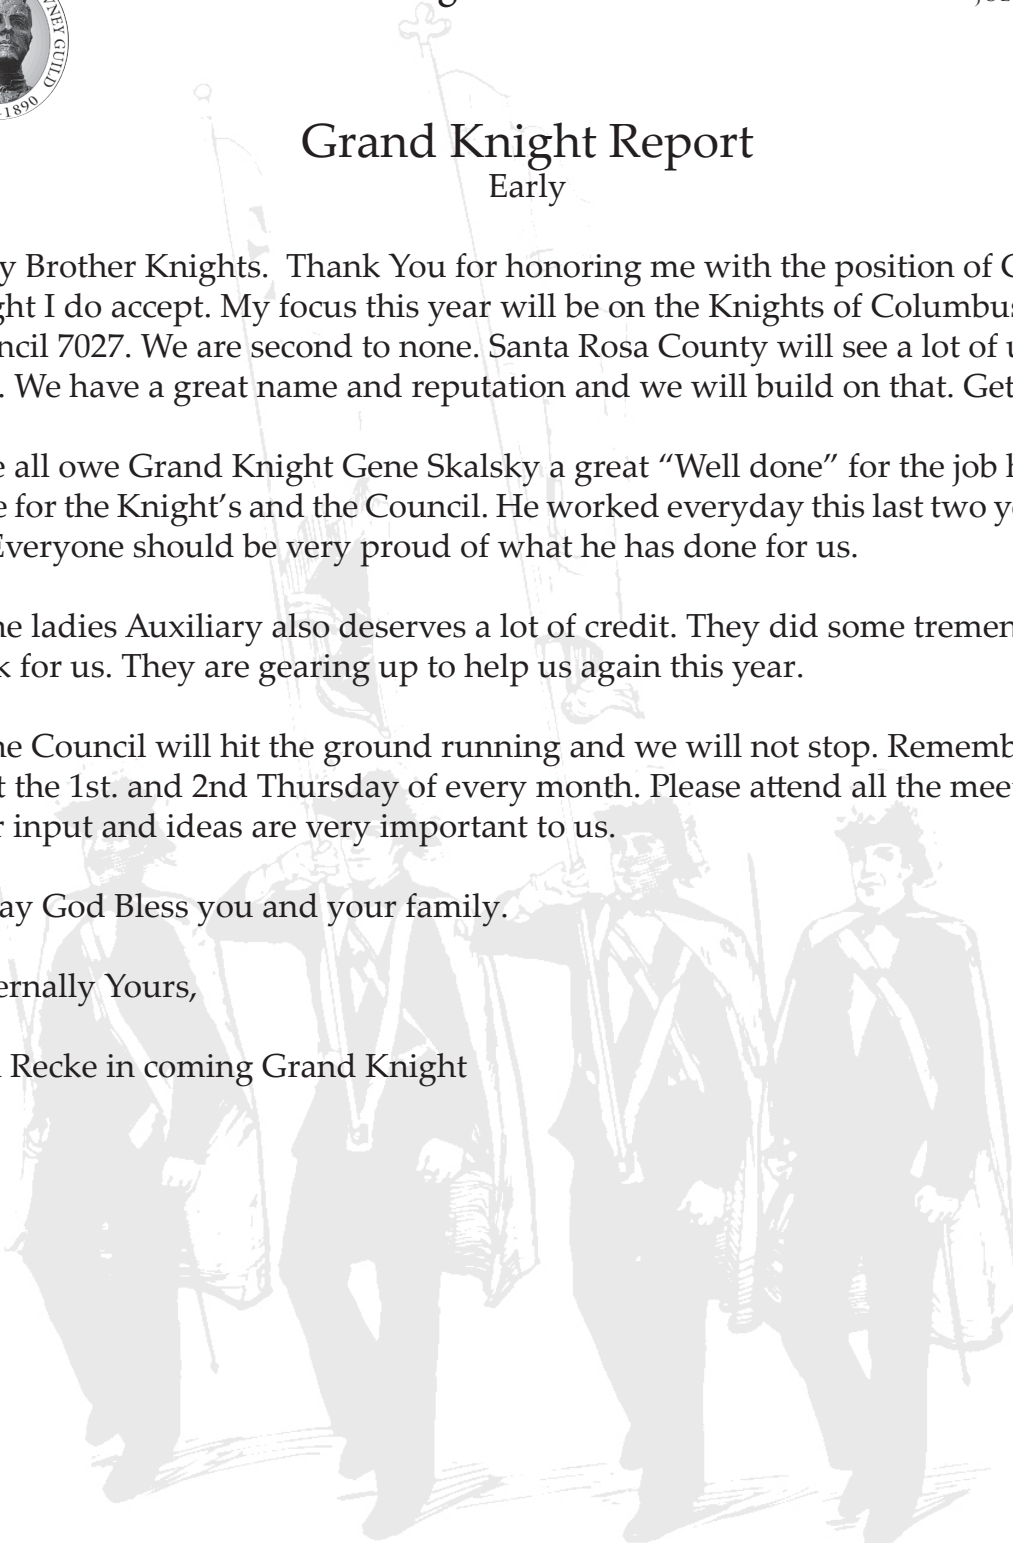 NEY GUILD
1890
Grand Knight Report
Early
y Brother Knights.  Thank You for honoring me with the position of G
ght I do accept. My focus this year will be on the Knights of Columbus
ncil 7027. We are second to none. Santa Rosa County will see a lot of u
. We have a great name and reputation and we will build on that. Get
e all owe Grand Knight Gene Skalsky a great “Well done” for the job h
e for the Knight’s and the Council. He worked everyday this last two ye
Everyone should be very proud of what he has done for us.
he ladies Auxiliary also deserves a lot of credit. They did some tremen
k for us. They are gearing up to help us again this year.
he Council will hit the ground running and we will not stop. Rememb
t the 1st. and 2nd Thursday of every month. Please attend all the meet
r input and ideas are very important to us.
ay God Bless you and your family.
ernally Yours,
Recke in coming Grand Knight